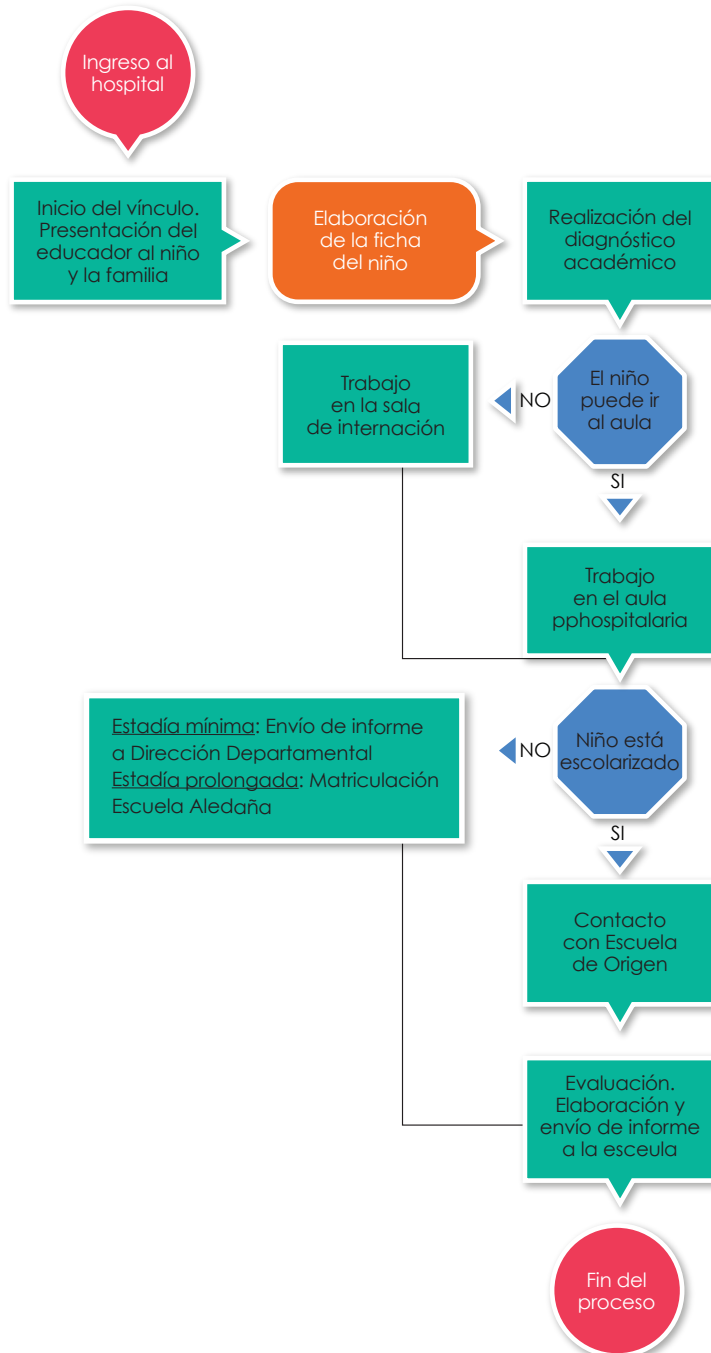 Ingreso al
hospital
Inicio del vínculo.
Presentación del
educador al niño
y la familia
Elaboración
de la ficha
del niño
Realización del
diagnóstico
académico
El niño
puede ir
al aula
NO
Trabajo
en la sala
de internación
SI
Trabajo
en el aula
pphospitalaria
Niño está
escolarizado
NO
Estadía mínima: Envío de informe
a Dirección Departamental
Estadía prolongada: Matriculación
Escuela Aledaña
SI
Contacto
con Escuela
de Origen
Evaluación.
Elaboración y
envío de informe
a la esceula
Fin del
proceso